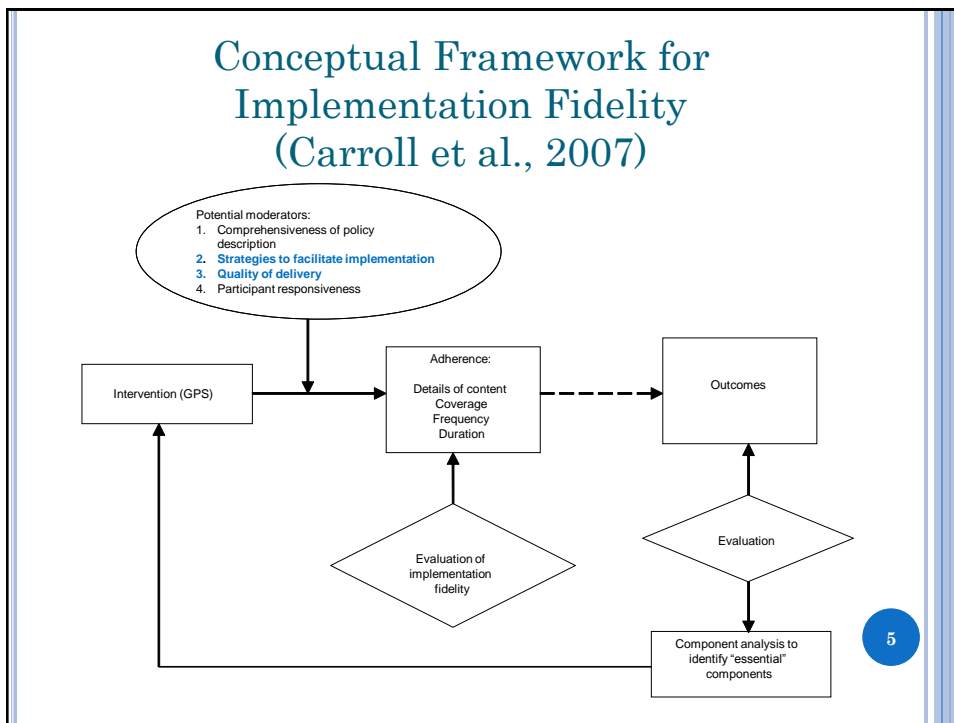 Conceptual Framework for
Implementation Fidelity
(Carroll et al., 2007)
Potential moderators:
1. Comprehensiveness of policy
description
2. Strategies to facilitate implementation
3. Quality of delivery
4. Participant responsiveness
Intervention (GPS)
Adherence:
Details of content
Coverage
Frequency
Duration
Outcomes
Evaluation of
implementation
fidelity
Evaluation
Component analysis to
identify “essential”
components
5